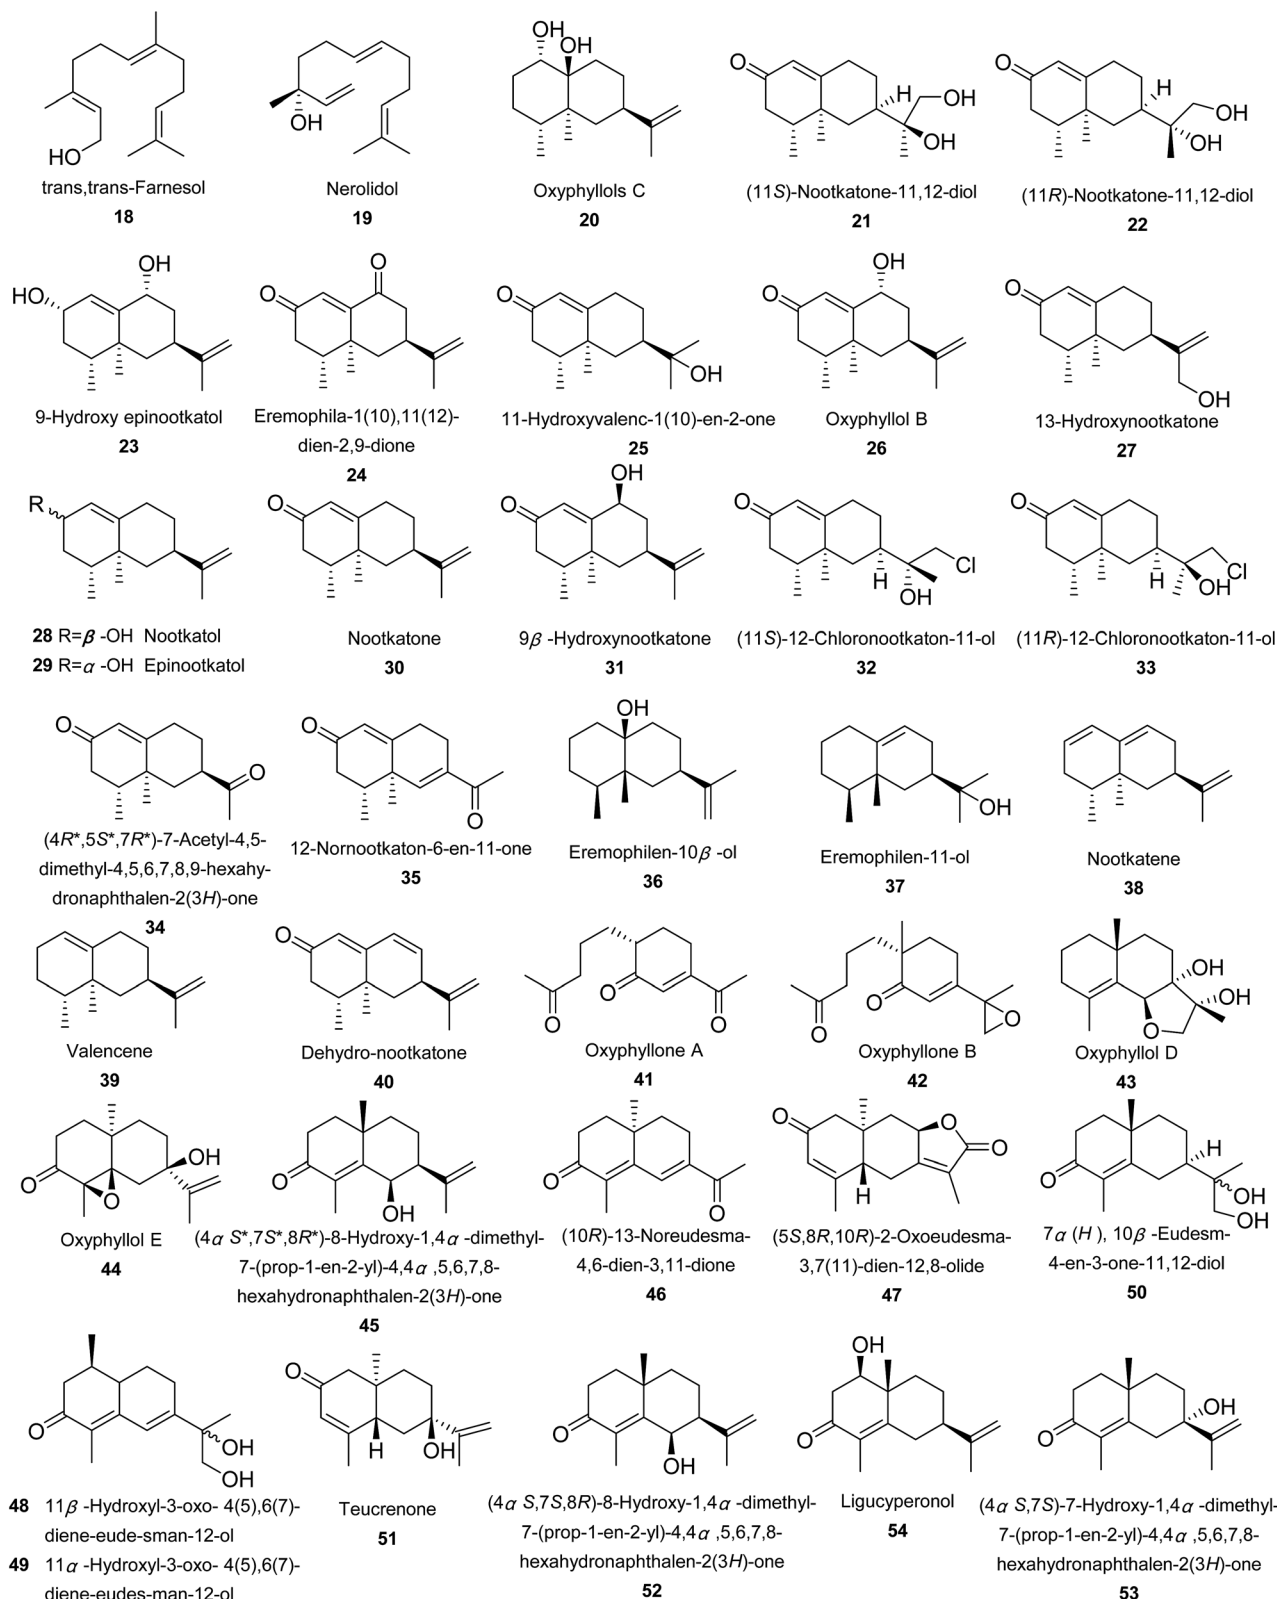 OH
OH
OH
O
H
OH
OH
O
H
OH
OH
HO
trans,trans-Farnesol
18
Nerolidol
19
Oxyphyllols C
20
(11S)-Nootkatone-11,12-diol
21
(11R)-Nootkatone-11,12-diol
22
OH
HO
O
O
O
OH
O
OH
O
OH
9-Hydroxy epinootkatol
23
Eremophila-1(10),11(12)-
dien-2,9-dione
24
11-Hydroxyvalenc-1(10)-en-2-one
25
Oxyphyllol B
26
13-Hydroxynootkatone
27
R
O
OH
O
O
Cl
OH
O
Cl
OH
28 R=β -OH Nootkatol
29 R=α -OH Epinootkatol
Nootkatone
30
9β -Hydroxynootkatone
31
H
(11S)-12-Chloronootkaton-11-ol
32
H
(11R)-12-Chloronootkaton-11-ol
33
O
O
O
O
OH
OH
(4R*,5S*,7R*)-7-Acetyl-4,5-
dimethyl-4,5,6,7,8,9-hexahy-
dronaphthalen-2(3H)-one
34
12-Nornootkaton-6-en-11-one
35
Eremophilen-10β -ol
36
Eremophilen-11-ol
37
Nootkatene
38
O
O
O
O
O
O
O
OH
OH
O
Valencene
39
Dehydro-nootkatone
40
Oxyphyllone A
41
Oxyphyllone B
42
Oxyphyllol D
43
O
O
OH
O
OH
O
O
O
H
O
O
O
H
OH
OH
Oxyphyllol E
44
(4α S*,7S*,8R*)-8-Hydroxy-1,4α -dimethyl-
7-(prop-1-en-2-yl)-4,4α ,5,6,7,8-
hexahydronaphthalen-2(3H)-one
45
(10R)-13-Noreudesma-
4,6-dien-3,11-dione
46
(5S,8R,10R)-2-Oxoeudesma-
3,7(11)-dien-12,8-olide
47
7α (H ), 10β -Eudesm-
4-en-3-one-11,12-diol
50
O
OH
OH
O
H
OH
O
OH
OH
O
O
OH
48 11β -Hydroxyl-3-oxo- 4(5),6(7)-
diene-eude-sman-12-ol
49 11α -Hydroxyl-3-oxo- 4(5),6(7)-
diene-eudes-man-12-ol
Teucrenone
51
(4α S,7S,8R)-8-Hydroxy-1,4α -dimethyl-
7-(prop-1-en-2-yl)-4,4α ,5,6,7,8-
hexahydronaphthalen-2(3H)-one
52
Ligucyperonol
54
(4α S,7S)-7-Hydroxy-1,4α -dimethyl-
7-(prop-1-en-2-yl)-4,4α ,5,6,7,8-
hexahydronaphthalen-2(3H)-one
53